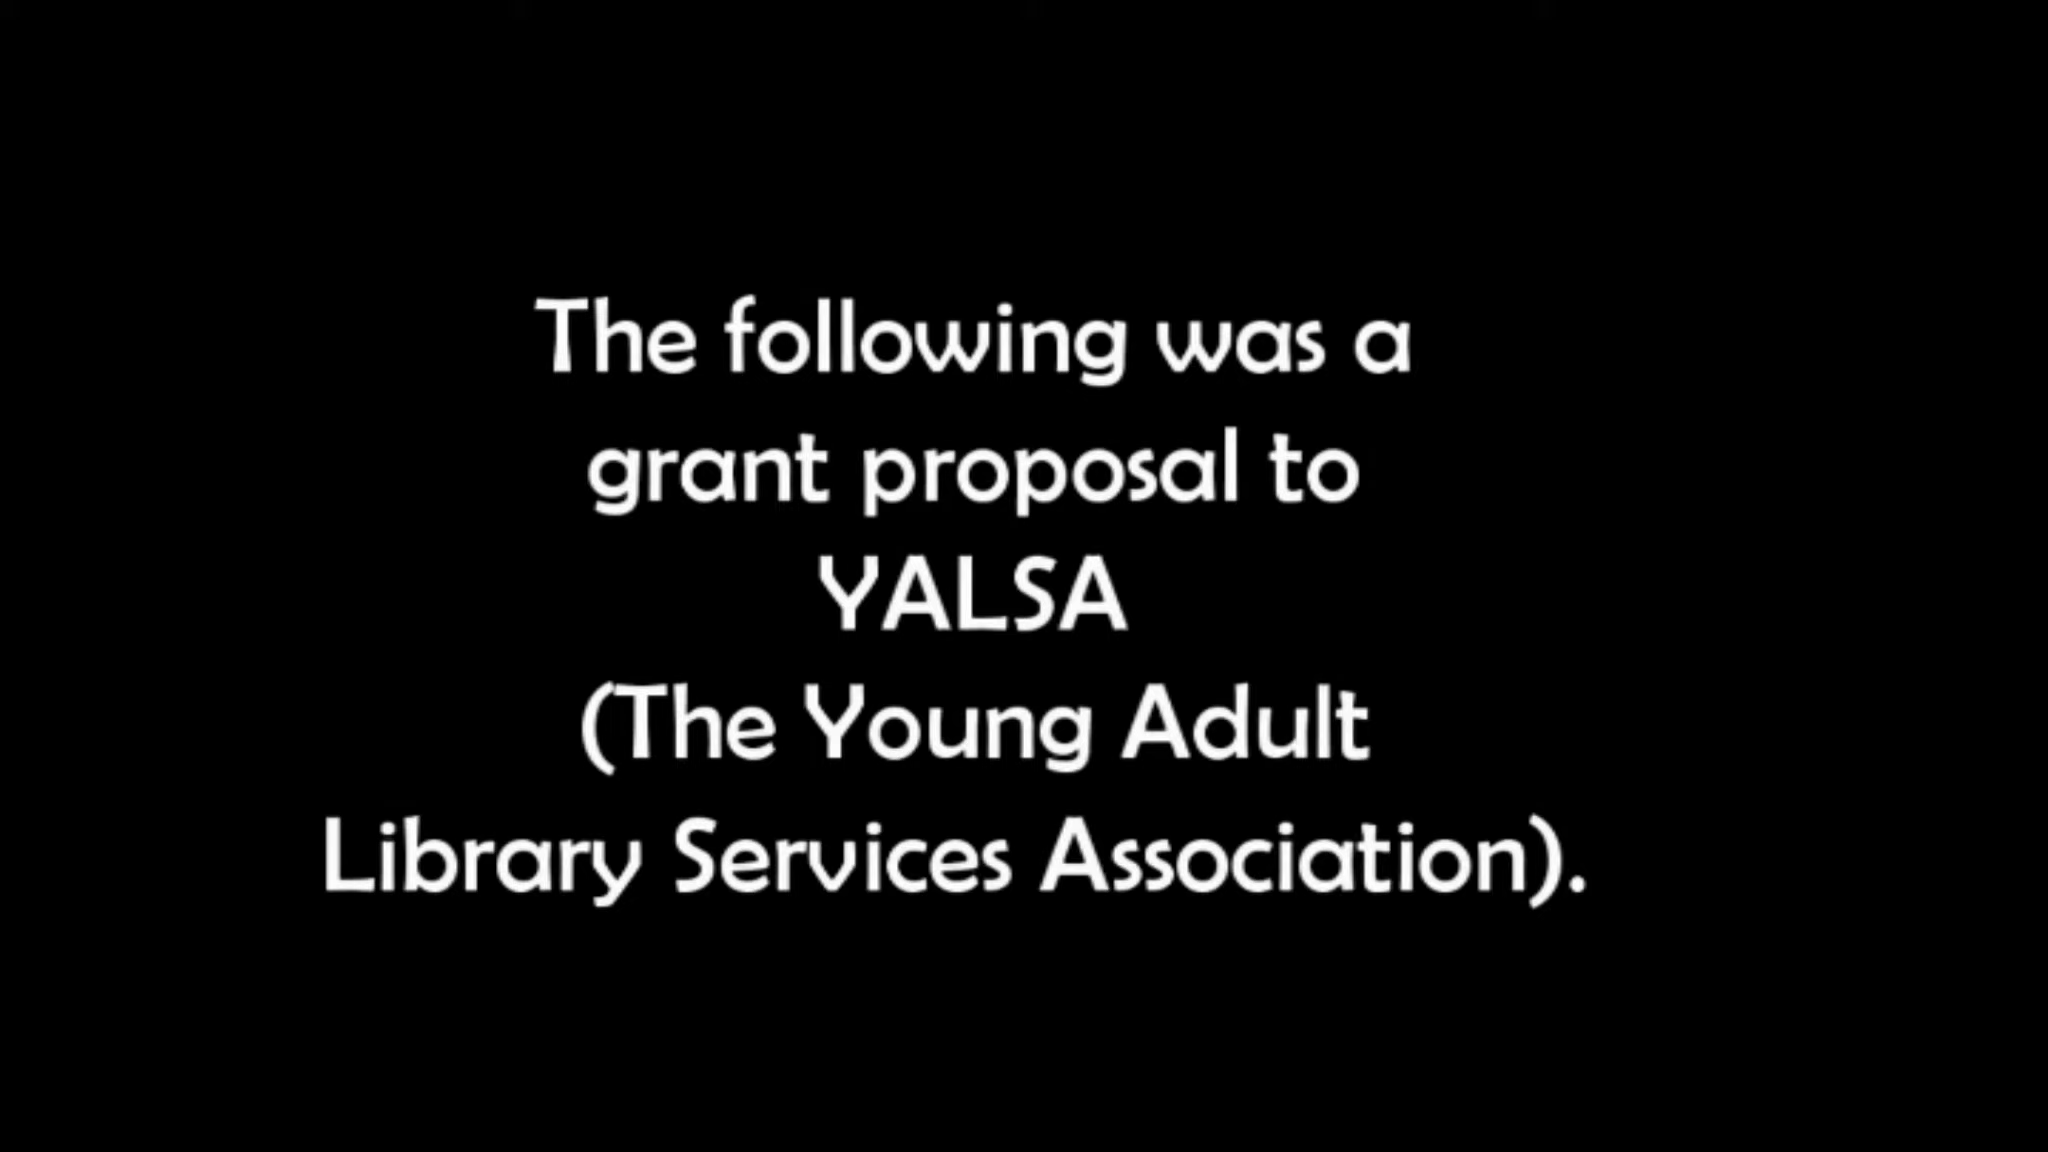 The following was a
grant proposal to
YALSA
(The Young Adult
Library Services Association).